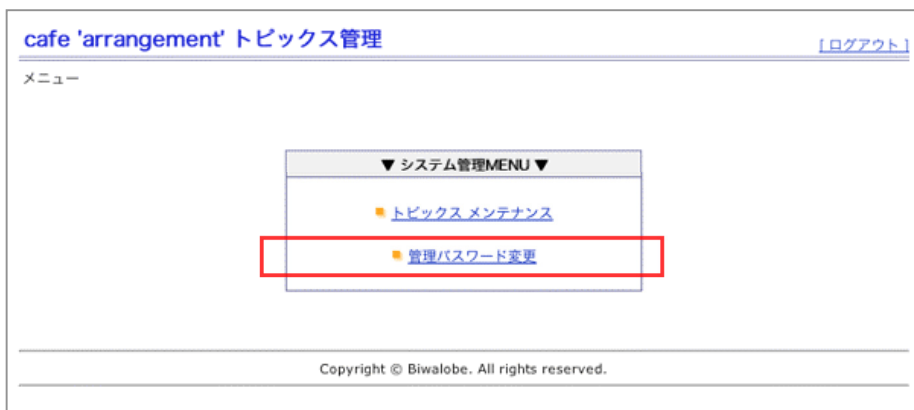 cafe 'arrangement' トピックス管理
[ ログアウト ]
メニュー
▼ システム管理MENU ▼
トピックス メンテナンス
管理パスワード変更
Copyright © Biwalobe. All rights reserved.